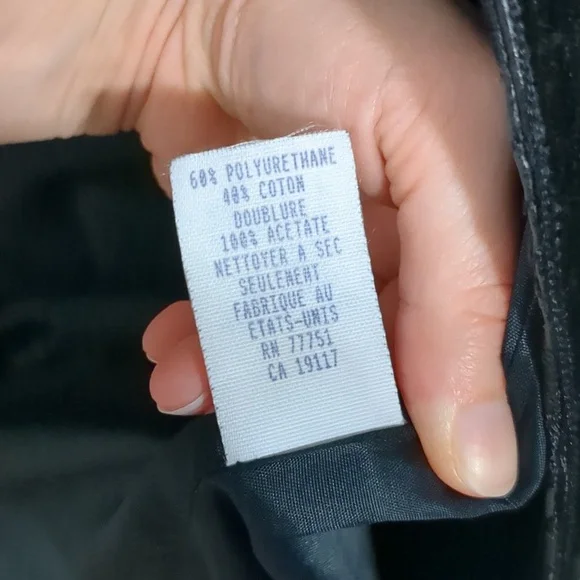 60% POLYURETHANE
40% COTON
DOUBLURE
100% ACETATE
NETTOYER A SEC
SEULEMENT
FABRIQUE AU
ETATS-UNIS
RN 77751
CA 19117